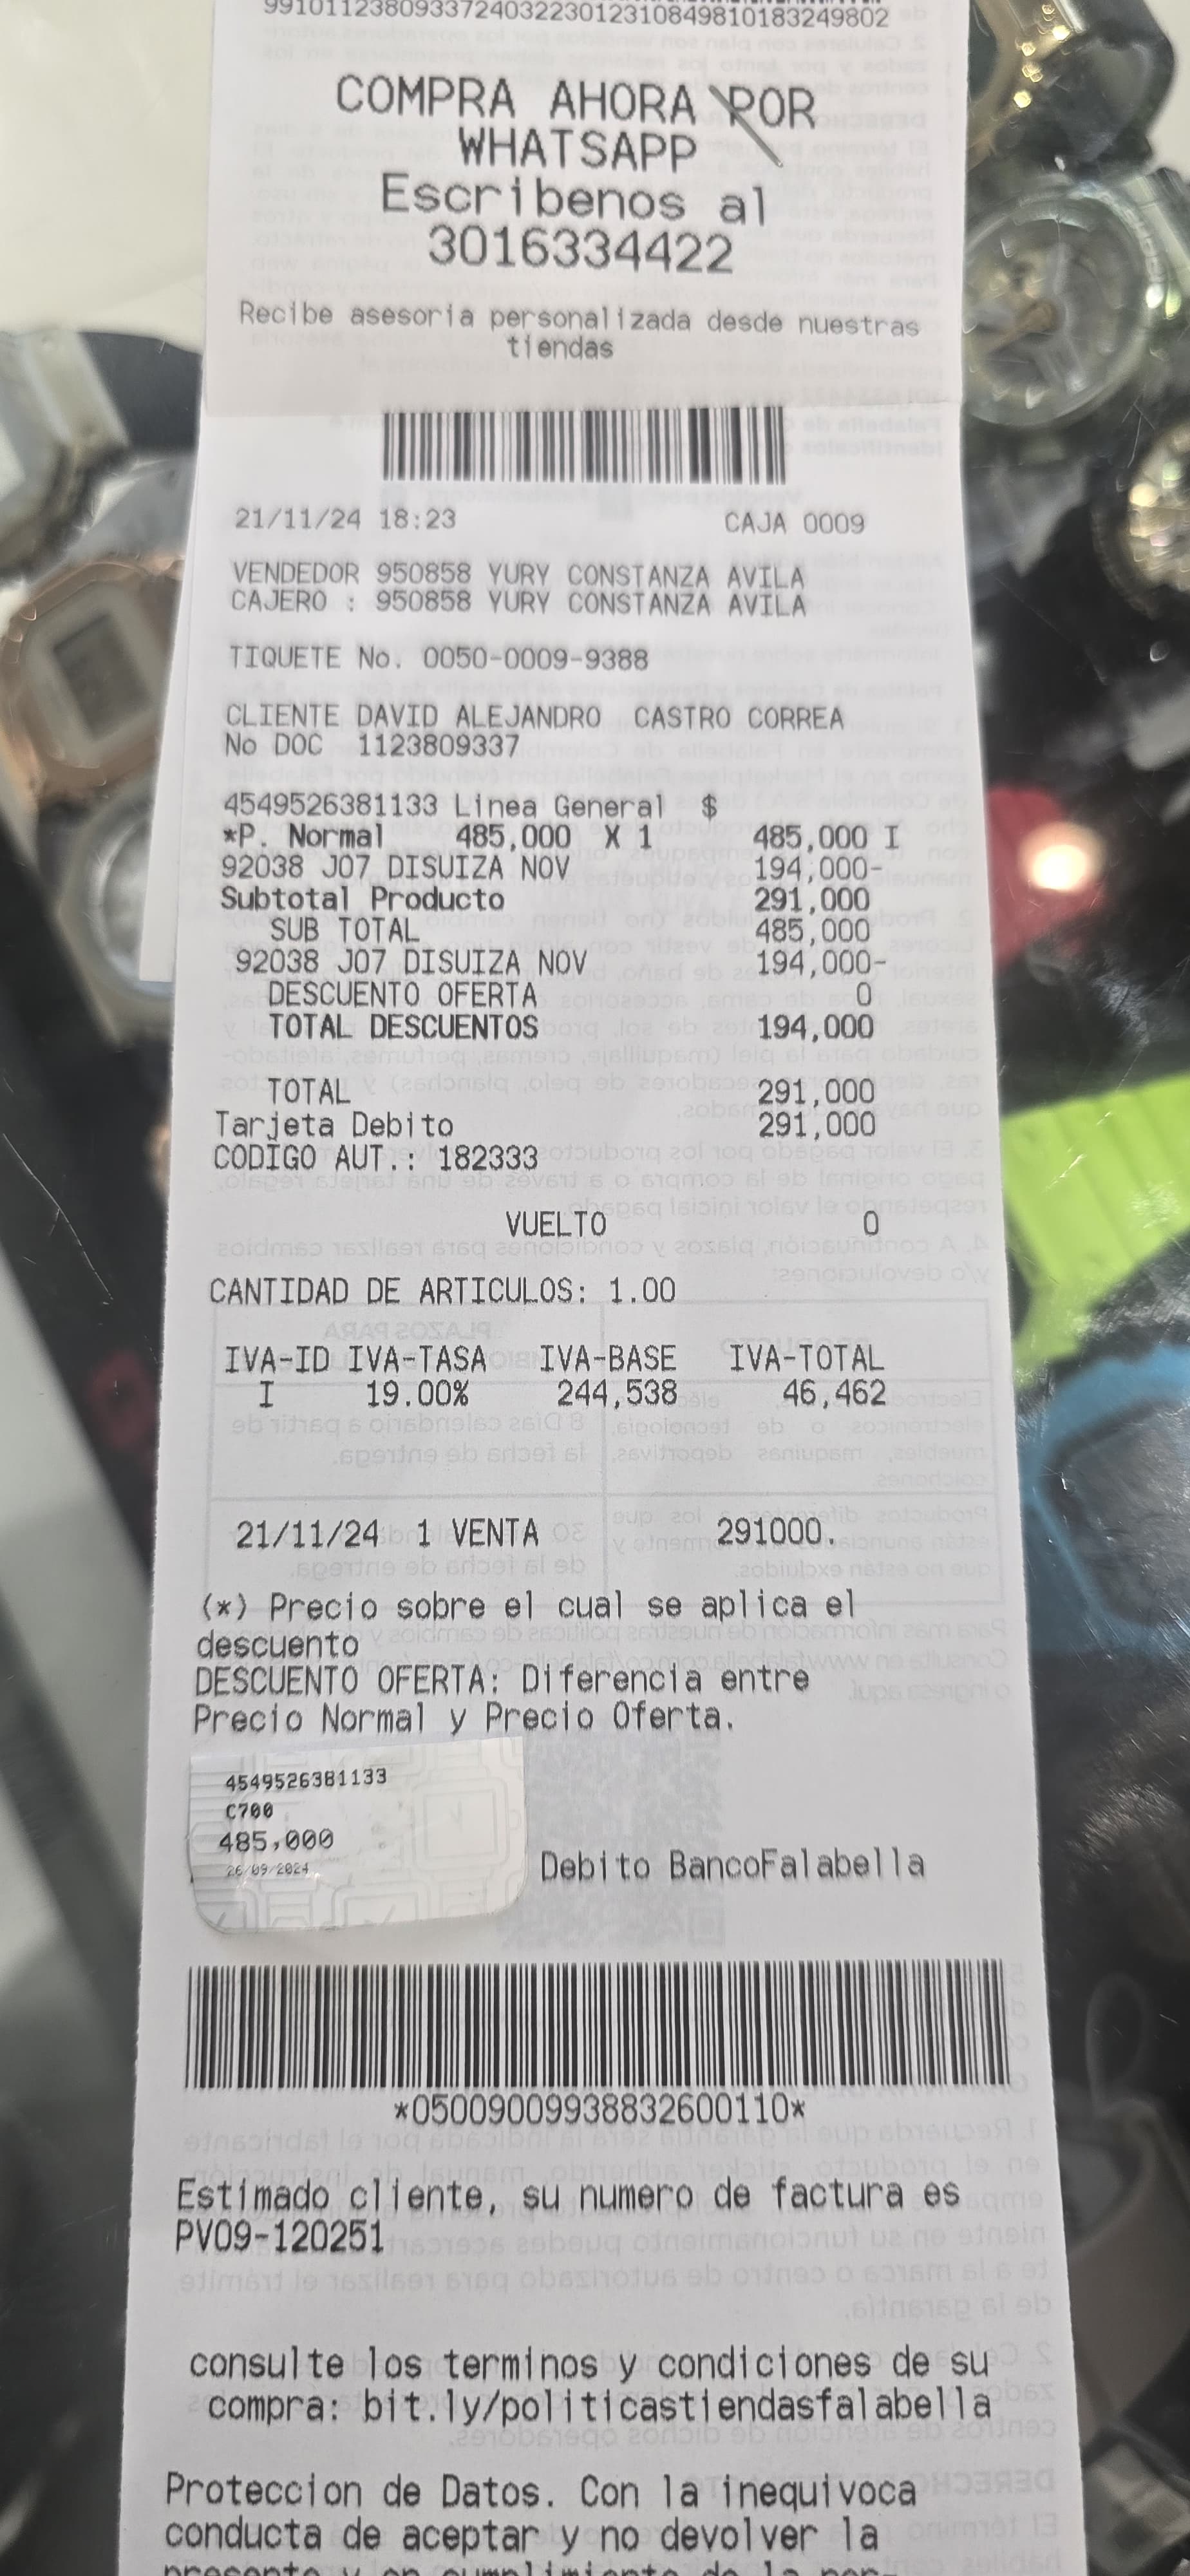 99101123809337240322301231084981018324980​2
COMPRA AHORA POR
WHATSAPP
Escribenos al
3016334422
Recibe asesoria personalizada desde nuestras
tiendas
21/11/24 18:23 CAJA 0009
VENDEDOR 950858 YURY CONSTANZA AVILA
CAJERO : 950858 YURY CONSTANZA AVILA
TIQUETE No. 0050-0009-9388
CLIENTE DAVID ALEJANDRO CASTRO CORREA
No DOC 1123809337
4549526381133 Linea General $
*P. Normal 485,000 X 1 485,000 I
92038 J07 DISUIZA NOV 194,000-
Subtotal Producto 291,000
SUB TOTAL 485,000
92038 J07 DISUIZA NOV 194,000-
DESCUENTO OFERTA 0
TOTAL DESCUENTOS 194,000
TOTAL 291,000
Tarjeta Debito 291,000
CODIGO AUT.: 182333
VUELTO 0
CANTIDAD DE ARTICULOS: 1.00
IVA-ID IVA-TASA IVA-BASE IVA-TOTAL
I 19.00% 244,538 46,462
21/11/24 1 VENTA 291000.
(*) Precio sobre el cual se aplica el
descuento
DESCUENTO OFERTA: Diferencia entre
Precio Normal y Precio Oferta.
4549526381133
C700
485,000
26/09/2024
Debito BancoFalabella
*05009009938832600110*
Estimado cliente, su numero de factura es
PV09-120251
consulte los terminos y condiciones de su
compra: bit.ly/politicastiendasfalabella
Proteccion de Datos. Con la inequivoca
conducta de aceptar y no devolver la